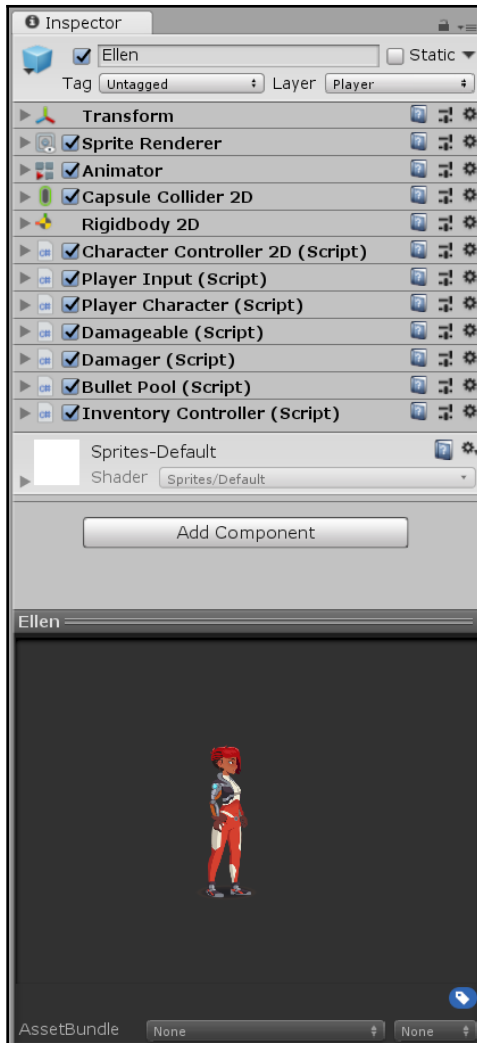 Inspector
Ellen Static
Tag Untagged Layer Player
Transform
Sprite Renderer
Animator
Capsule Collider 2D
Rigidbody 2D
Character Controller 2D (Script)
Player Input (Script)
Player Character (Script)
Damageable (Script)
Damager (Script)
Bullet Pool (Script)
Inventory Controller (Script)
Sprites-Default
Shader Sprites/Default
Add Component
Ellen
AssetBundle None None